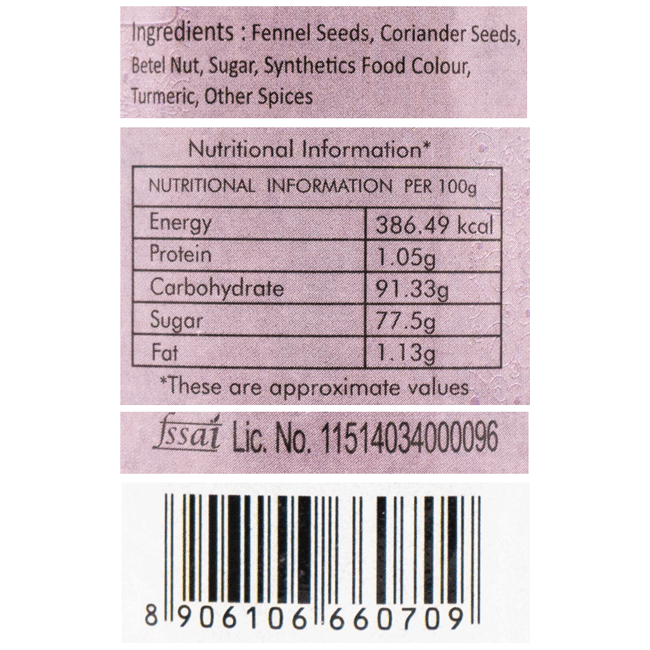 Ingredients : Fennel Seeds, Coriander Seeds,
Betel Nut, Sugar, Synthetics Food Colour,
Turmeric, Other Spices
Nutritional Information*
NUTRITIONAL INFORMATION PER 100g
Energy 386.49 kcal
Protein 1.05g
Carbohydrate 91.33g
Sugar 77.5g
Fat 1.13g
*These are approximate values
fssai Lic. No. 11514034000096
8 906106 660709